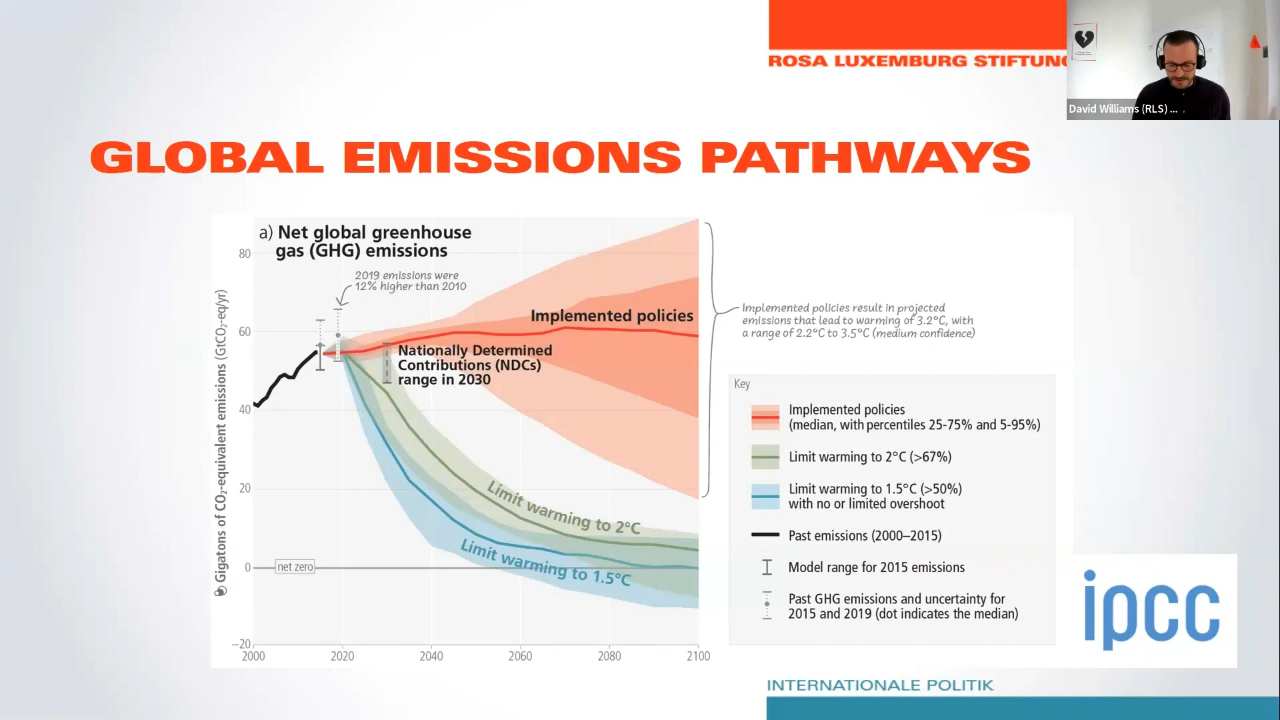 ROSA LUXEMBURG STIFTUNG
David Williams (RLS) ...
GLOBAL EMISSIONS PATHWAYS
a) Net global greenhouse
gas (GHG) emissions
80
60
40
20
0
−20
Gigatons of CO₂-equivalent emissions (GtCO₂-eq/yr)
2019 emissions were
12% higher than 2010
Implemented policies
Nationally Determined
Contributions (NDCs)
range in 2030
Limit warming to 2°C
Limit warming to 1.5°C
net zero
2000
2020
2040
2060
2080
2100
Implemented policies result in projected
emissions that lead to warming of 3.2°C, with
a range of 2.2°C to 3.5°C (medium confidence)
Key
Implemented policies
(median, with percentiles 25-75% and 5-95%)
Limit warming to 2°C (>67%)
Limit warming to 1.5°C (>50%)
with no or limited overshoot
Past emissions (2000–2015)
Model range for 2015 emissions
Past GHG emissions and uncertainty for
2015 and 2019 (dot indicates the median)
ipcc
INTERNATIONALE POLITIK